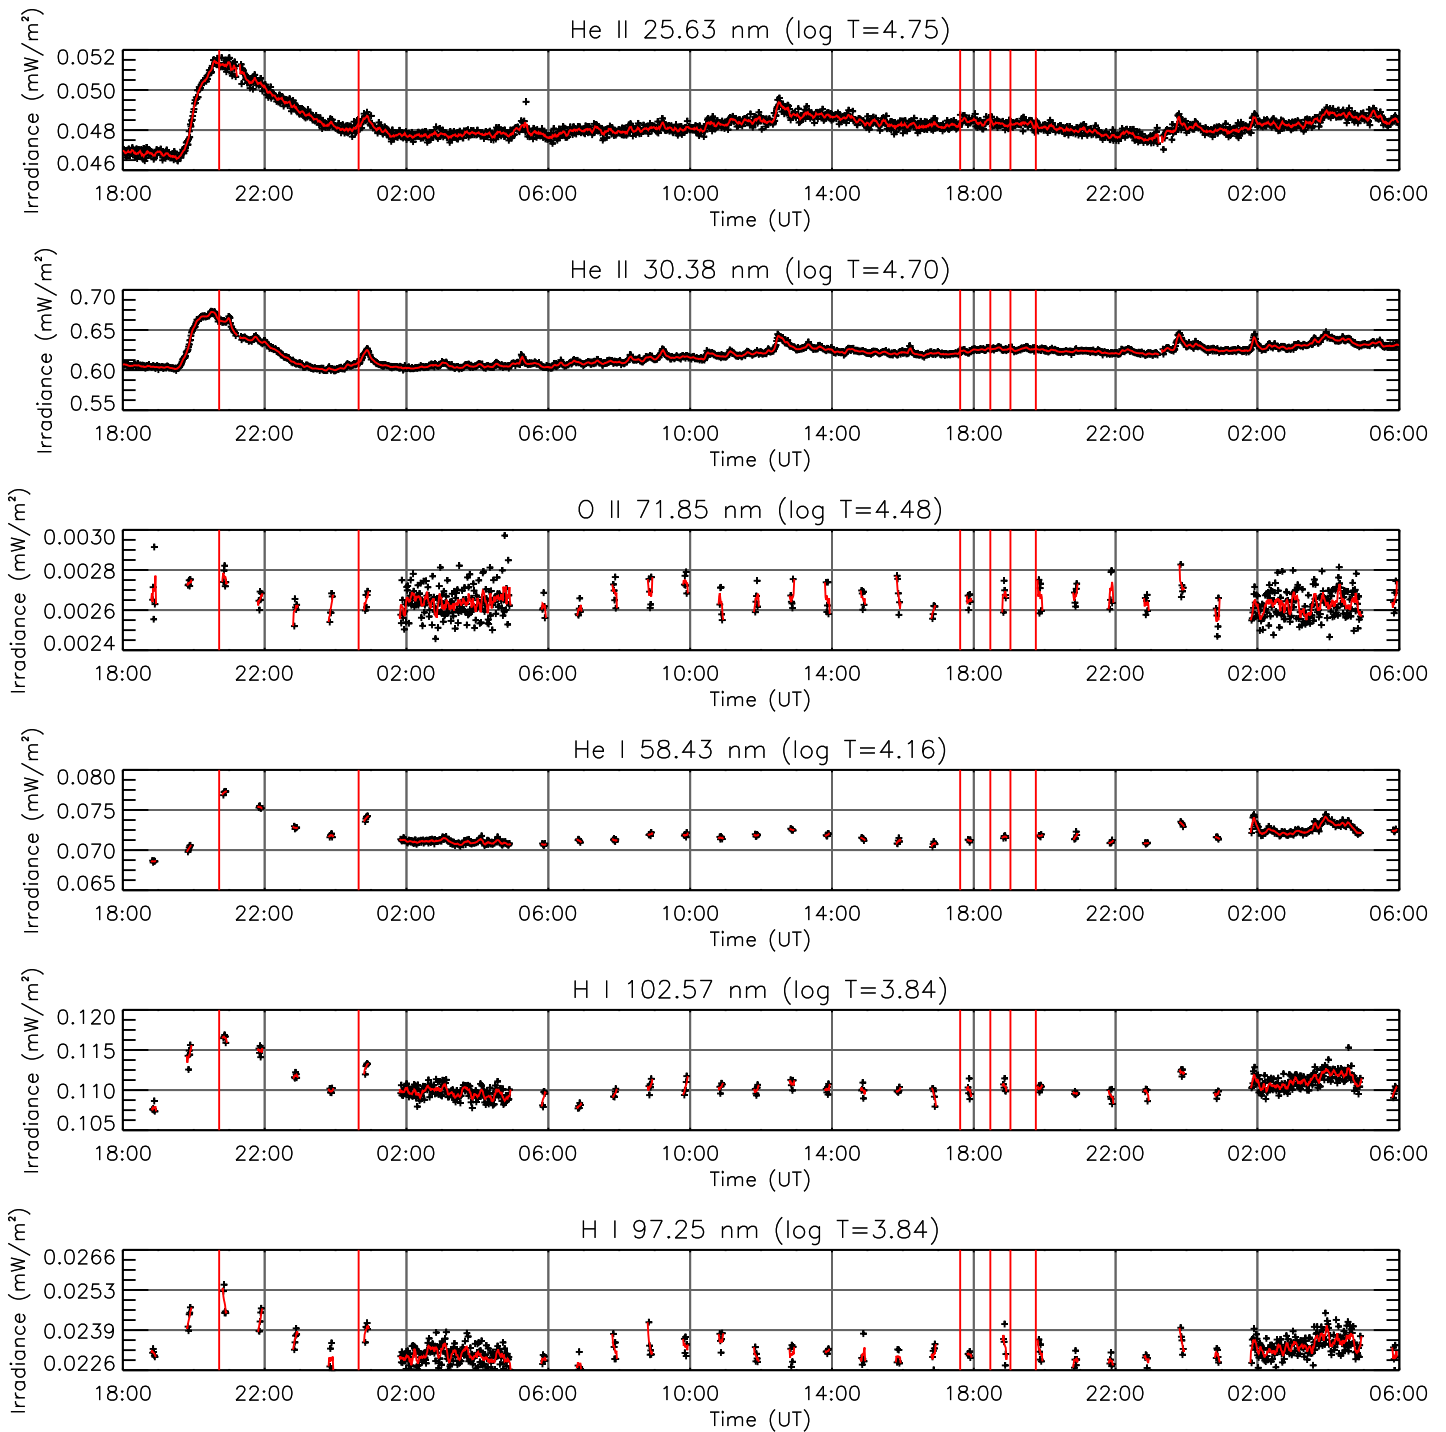 He II 25.63 nm (log T=4.75)
Irradiance (mW/m²)
0.052
0.050
0.048
0.046
18:00 22:00 02:00 06:00 10:00 14:00 18:00 22:00 02:00 06:00
Time (UT)
He II 30.38 nm (log T=4.70)
Irradiance (mW/m²)
0.70
0.65
0.60
0.55
18:00 22:00 02:00 06:00 10:00 14:00 18:00 22:00 02:00 06:00
Time (UT)
O II 71.85 nm (log T=4.48)
Irradiance (mW/m²)
0.0030
0.0028
0.0026
0.0024
18:00 22:00 02:00 06:00 10:00 14:00 18:00 22:00 02:00 06:00
Time (UT)
He I 58.43 nm (log T=4.16)
Irradiance (mW/m²)
0.080
0.075
0.070
0.065
18:00 22:00 02:00 06:00 10:00 14:00 18:00 22:00 02:00 06:00
Time (UT)
H I 102.57 nm (log T=3.84)
Irradiance (mW/m²)
0.120
0.115
0.110
0.105
18:00 22:00 02:00 06:00 10:00 14:00 18:00 22:00 02:00 06:00
Time (UT)
H I 97.25 nm (log T=3.84)
Irradiance (mW/m²)
0.0266
0.0253
0.0239
0.0226
18:00 22:00 02:00 06:00 10:00 14:00 18:00 22:00 02:00 06:00
Time (UT)